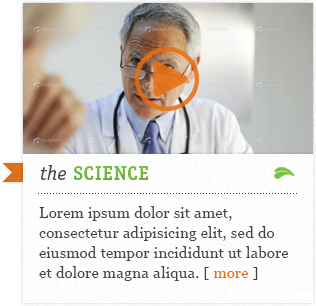 the SCIENCE
Lorem ipsum dolor sit amet,
consectetur adipisicing elit, sed do
eiusmod tempor incididunt ut labore
et dolore magna aliqua. [ more ]